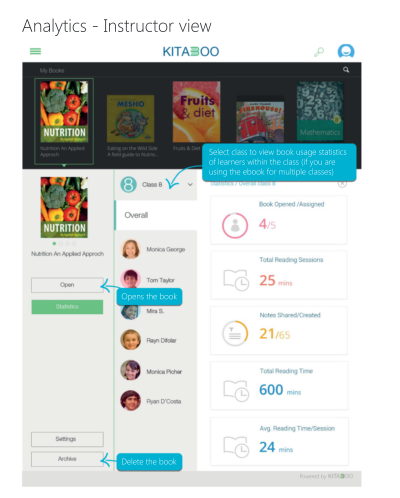 Analytics - Instructor view
KITABOO
My Books
NUTRITION
MESHO
Fruits
& diet
FIREHOUSE!
Mathematics
Nutrition An Applied
Approach
Eating on the Wild Side
A field guide to Nutrie...
Fruits & Die
Select class to view book usage statistics
of learners within the class (if you are
using the ebook for multiple classes)
NUTRITION
Nutrition An Applied Approch
Open
Opens the book
Statistics
Settings
Archive
Delete the book
8
Class 8
Overall
Monica George
Tom Taylor
Mira S.
Rayn Difolar
Monica Picher
Ryan D'Costa
Statistics / Overall class 8
Book Opened /Assigned
4/5
Total Reading Sessions
25 mins
Notes Shared/Created
21/65
Total Reading Time
600 mins
Avg. Reading Time/Session
24 mins
Powered by KITABOO